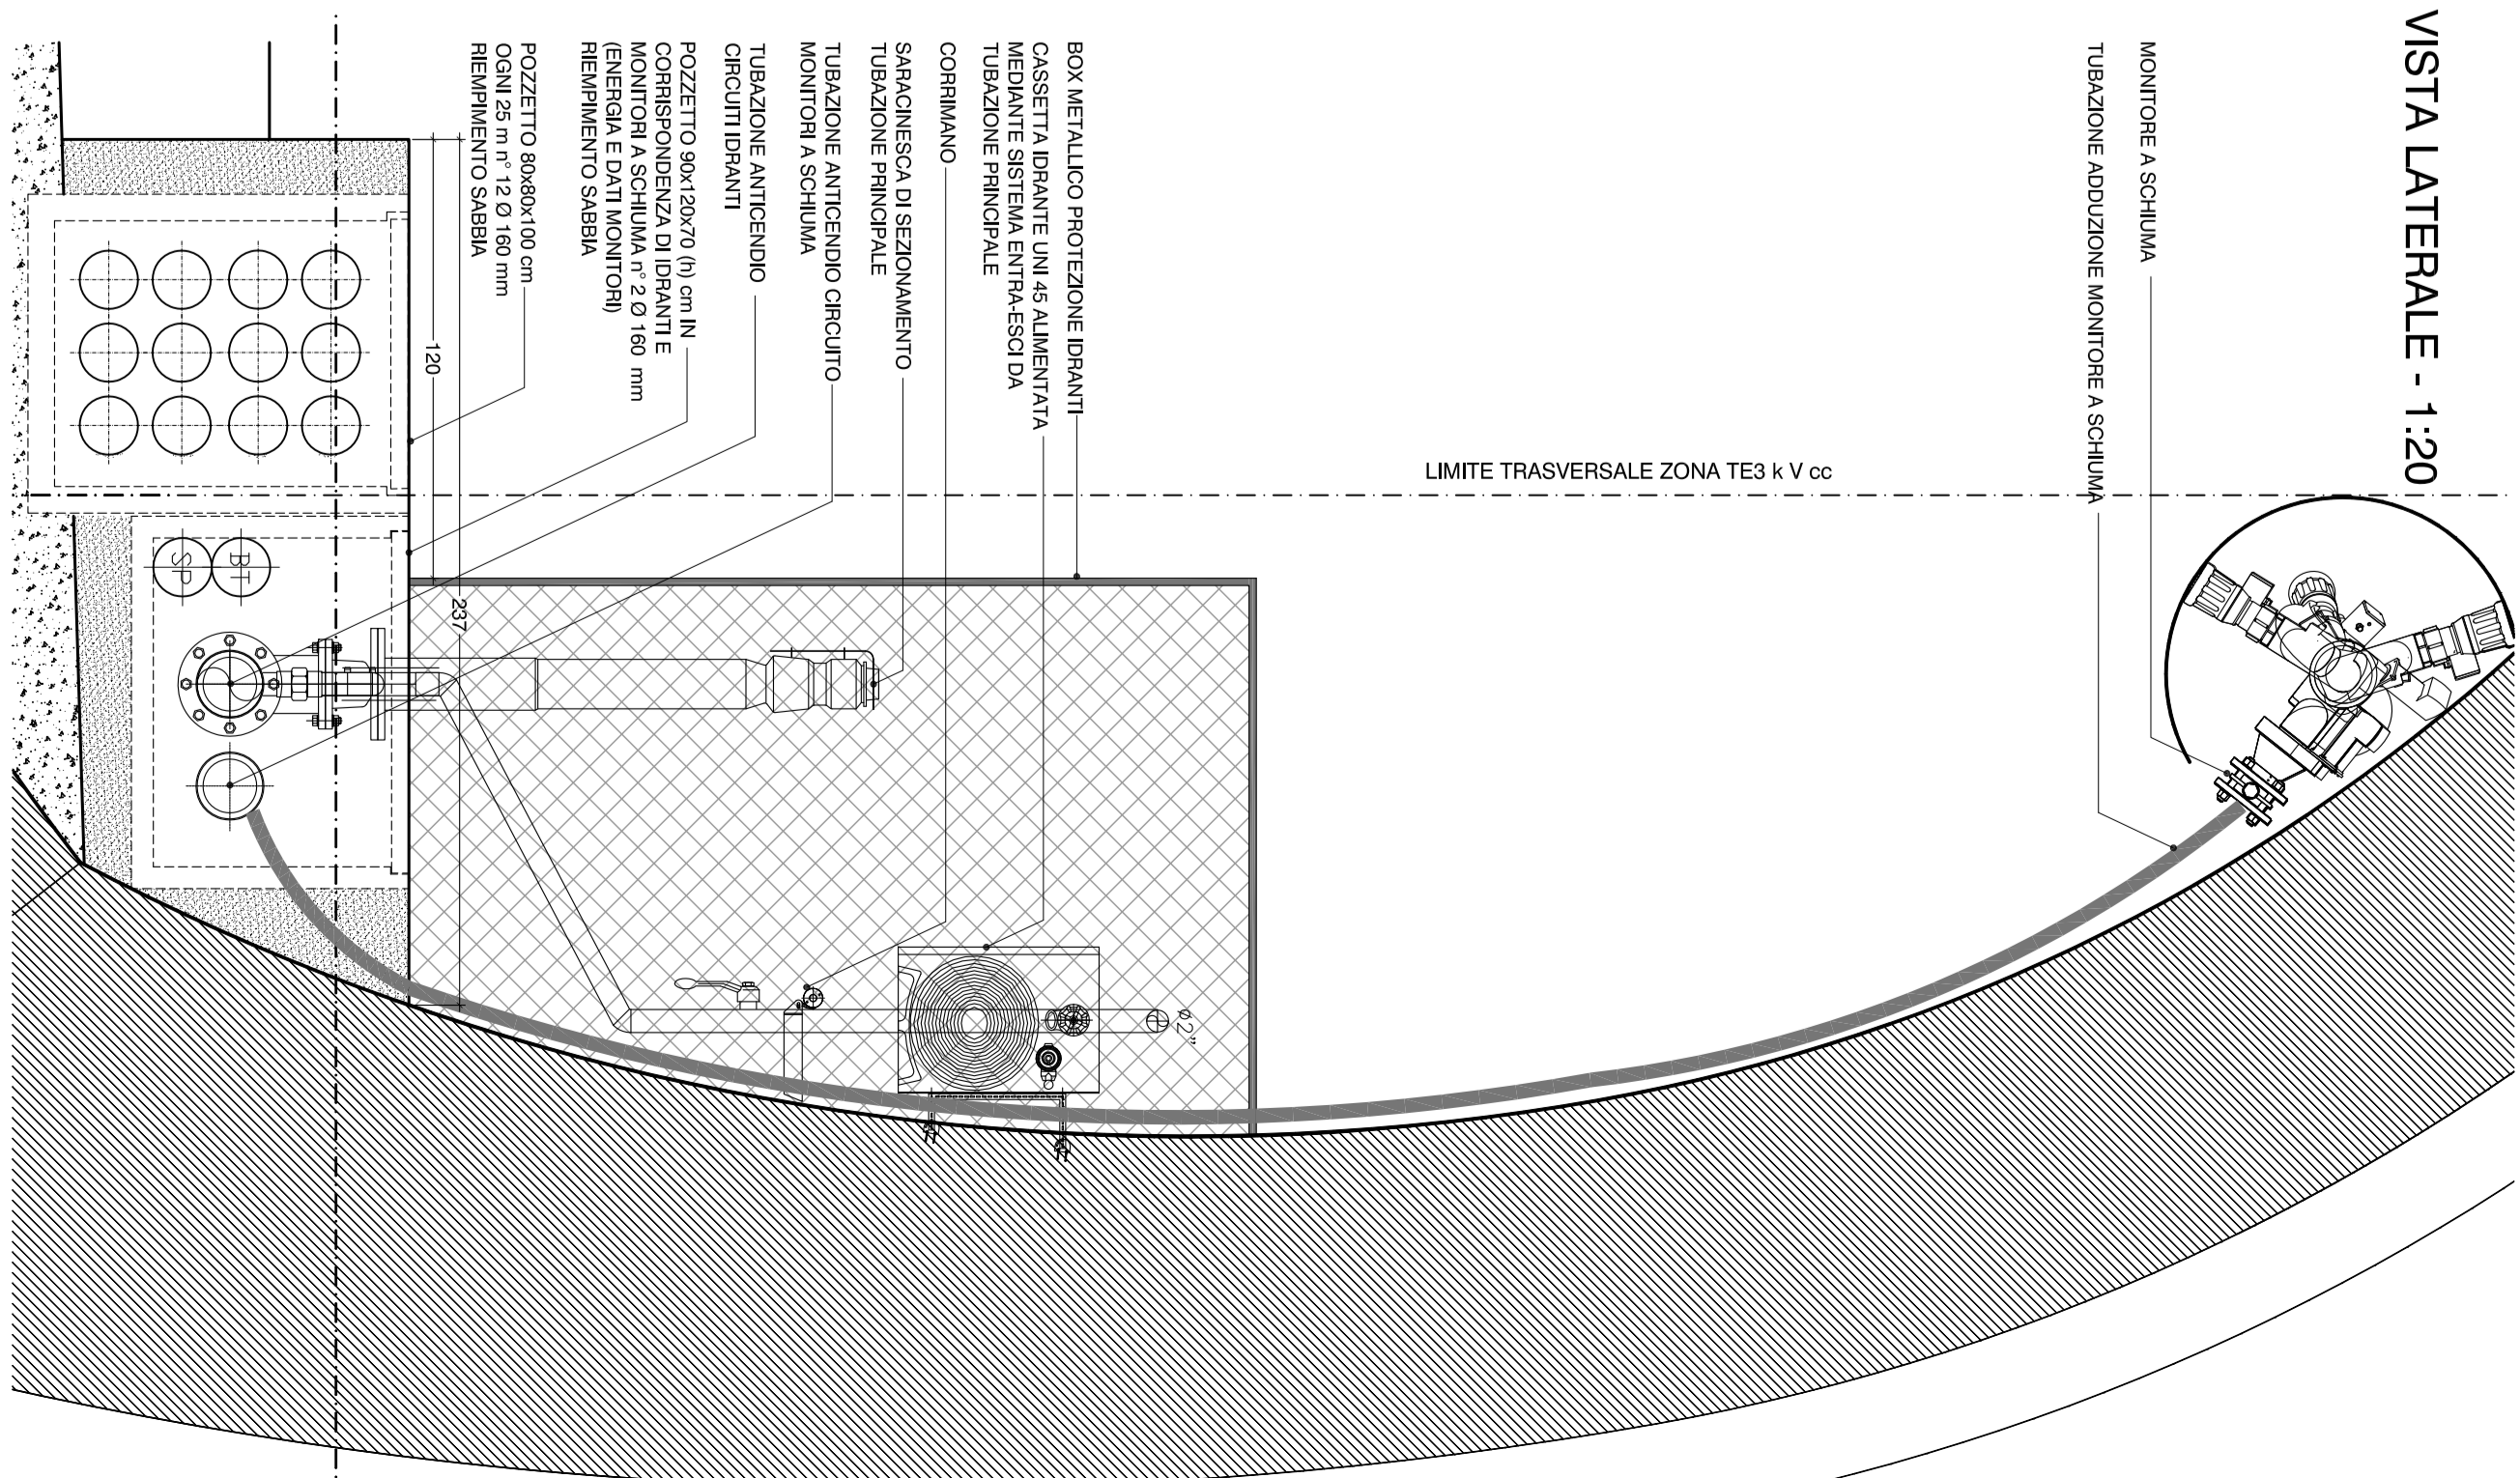 VISTA LATERALE - 1:20
MONITORE A SCHIUMA
TUBAZIONE ADDUZIONE MONITORE A SCHIUMA
LIMITE TRASVERSALE ZONA TE3 k V cc
BOX METALLICO PROTEZIONE IDRANTI
CASSETTA IDRANTE UNI 45 ALIMENTATA
MEDIANTE SISTEMA ENTRA-ESCI DA
TUBAZIONE PRINCIPALE
CORRIMANO
SARACINESCA DI SEZIONAMENTO
TUBAZIONE PRINCIPALE
TUBAZIONE ANTICENDIO CIRCUITO
MONITORI A SCHIUMA
TUBAZIONE ANTICENDIO
CIRCUITI IDRANTI
POZZETTO 90x120x70 (h) cm IN
CORRISPONDENZA DI IDRANTI E
MONITORI A SCHIUMA n° 2 Ø 160 mm
(ENERGIA E DATI MONITORI)
RIEMPIMENTO SABBIA
POZZETTO 80x80x100 cm
OGNI 25 m n° 12 Ø 160 mm
RIEMPIMENTO SABBIA
120
237
Ø2"
BT
SP